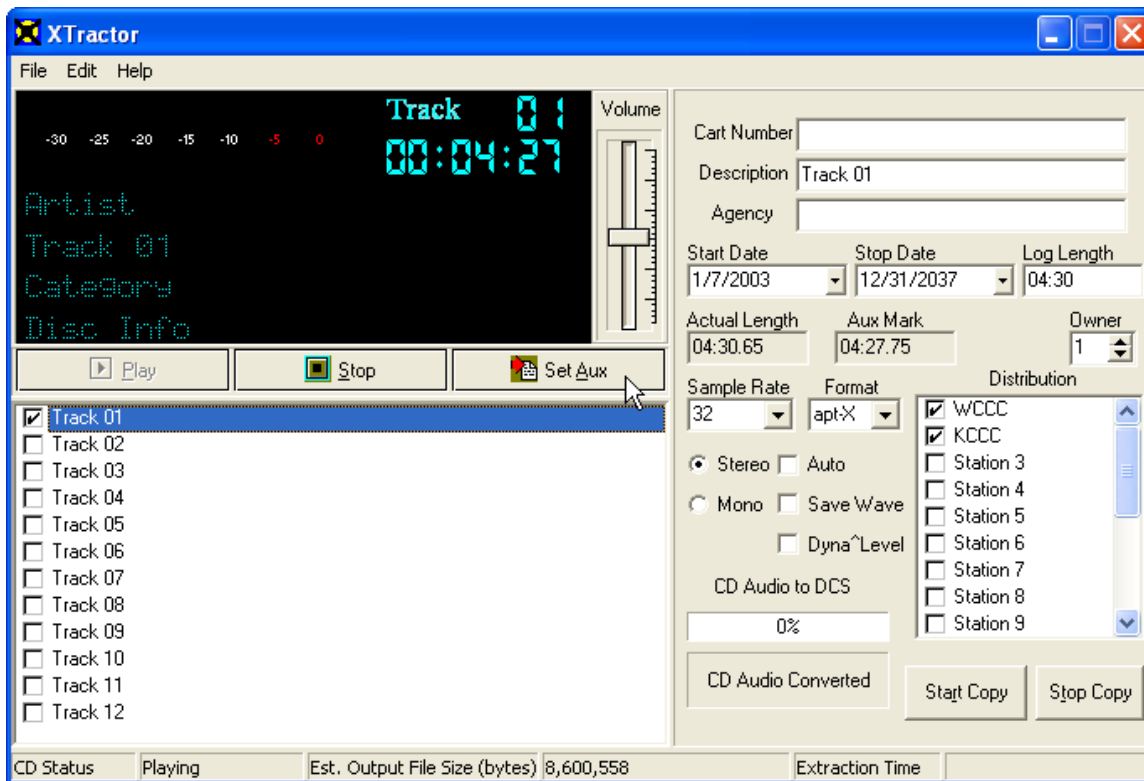 XTractor
File Edit Help
-30 -25 -20 -15 -10 -5 0
Track 01
00:04:27
Artist
Track 01
Category
Disc Info
Volume
Play Stop Set Aux
Track 01
Track 02
Track 03
Track 04
Track 05
Track 06
Track 07
Track 08
Track 09
Track 10
Track 11
Track 12
Cart Number
Description Track 01
Agency
Start Date Stop Date Log Length
1/7/2003 12/31/2037 04:30
Actual Length Aux Mark Owner
04:30.65 04:27.75 1
Sample Rate Format
32 apt-X
Stereo Auto
Mono Save Wave
Dyna^Level
Distribution
WCCC
KCCC
Station 3
Station 4
Station 5
Station 6
Station 7
Station 8
Station 9
CD Audio to DCS
0%
CD Audio Converted
Start Copy Stop Copy
CD Status Playing Est. Output File Size (bytes) 8,600,558 Extraction Time